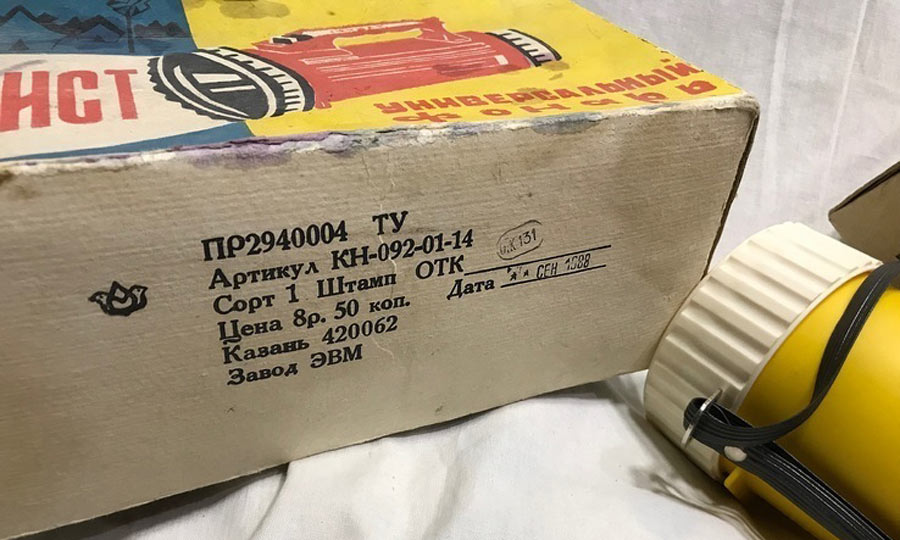 ИСТ
УНИВЕРСАЛЬНЫЙ
ФОНАРЬ
ПР2940004 ТУ
Артикул КН-092-01-14
Сорт 1 Штамп ОТК
131
Цена 8р. 50 коп.
Дата СЕН 1988
Казань 420062
Завод ЭВМ